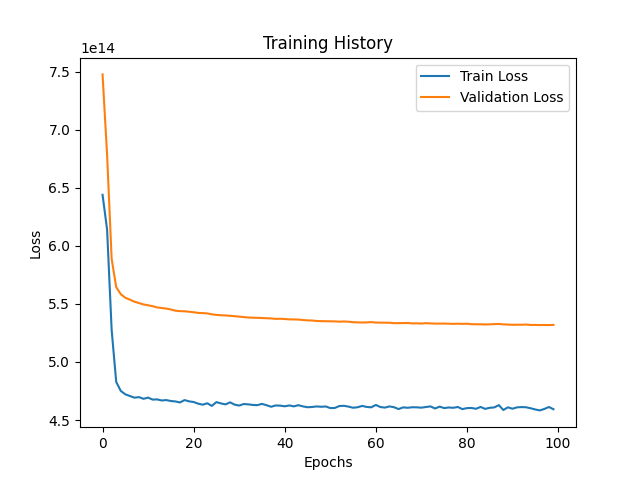 Training History
1e14
Train Loss
Validation Loss
7.5
7.0
6.5
6.0
5.5
5.0
4.5
Loss
0 20 40 60 80 100
Epochs